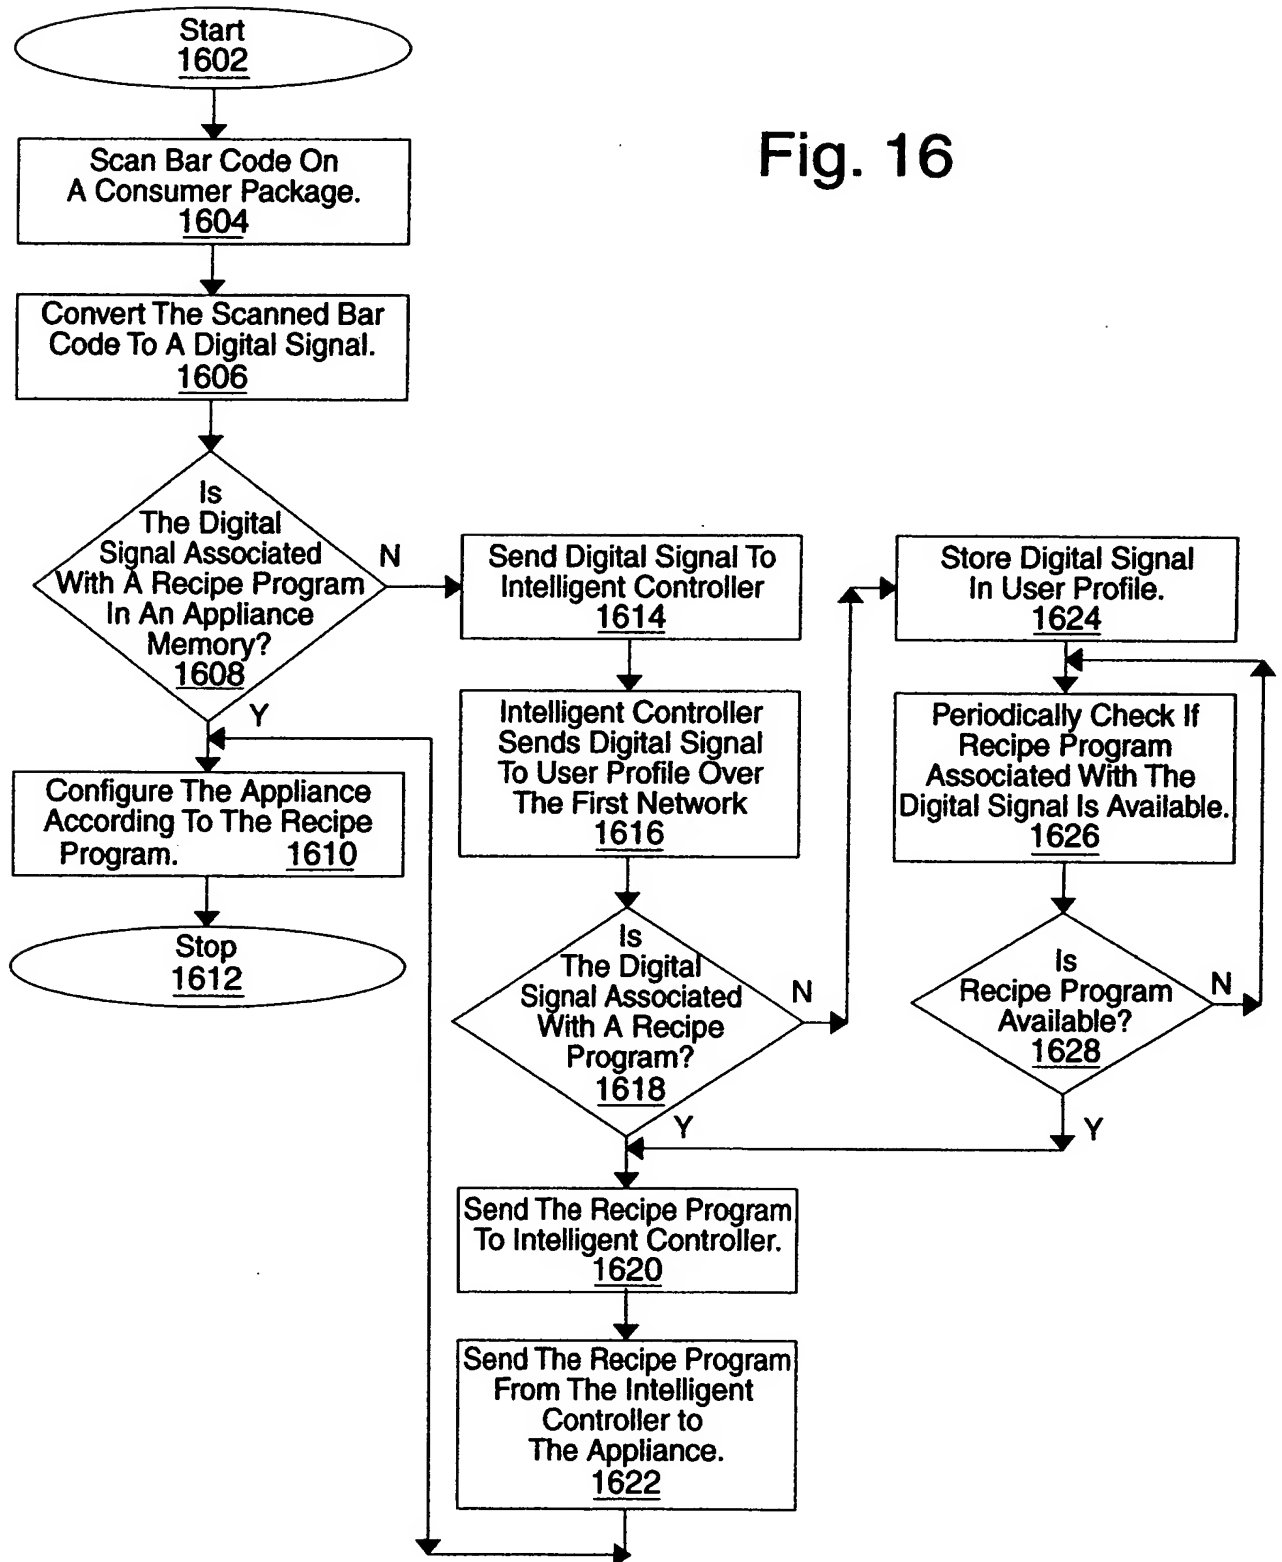 Fig. 16
Start
1602
Scan Bar Code On
A Consumer Package.
1604
Convert The Scanned Bar
Code To A Digital Signal.
1606
Is
The Digital
Signal Associated
With A Recipe Program
In An Appliance
Memory?
1608
N
Y
Configure The Appliance
According To The Recipe
Program. 1610
Stop
1612
Send Digital Signal To
Intelligent Controller
1614
Intelligent Controller
Sends Digital Signal
To User Profile Over
The First Network
1616
Is
The Digital
Signal Associated
With A Recipe
Program?
1618
N
Y
Send The Recipe Program
To Intelligent Controller.
1620
Send The Recipe Program
From The Intelligent
Controller to
The Appliance.
1622
Store Digital Signal
In User Profile.
1624
Periodically Check If
Recipe Program
Associated With The
Digital Signal Is Available.
1626
Is
Recipe Program
Available?
1628
N
Y